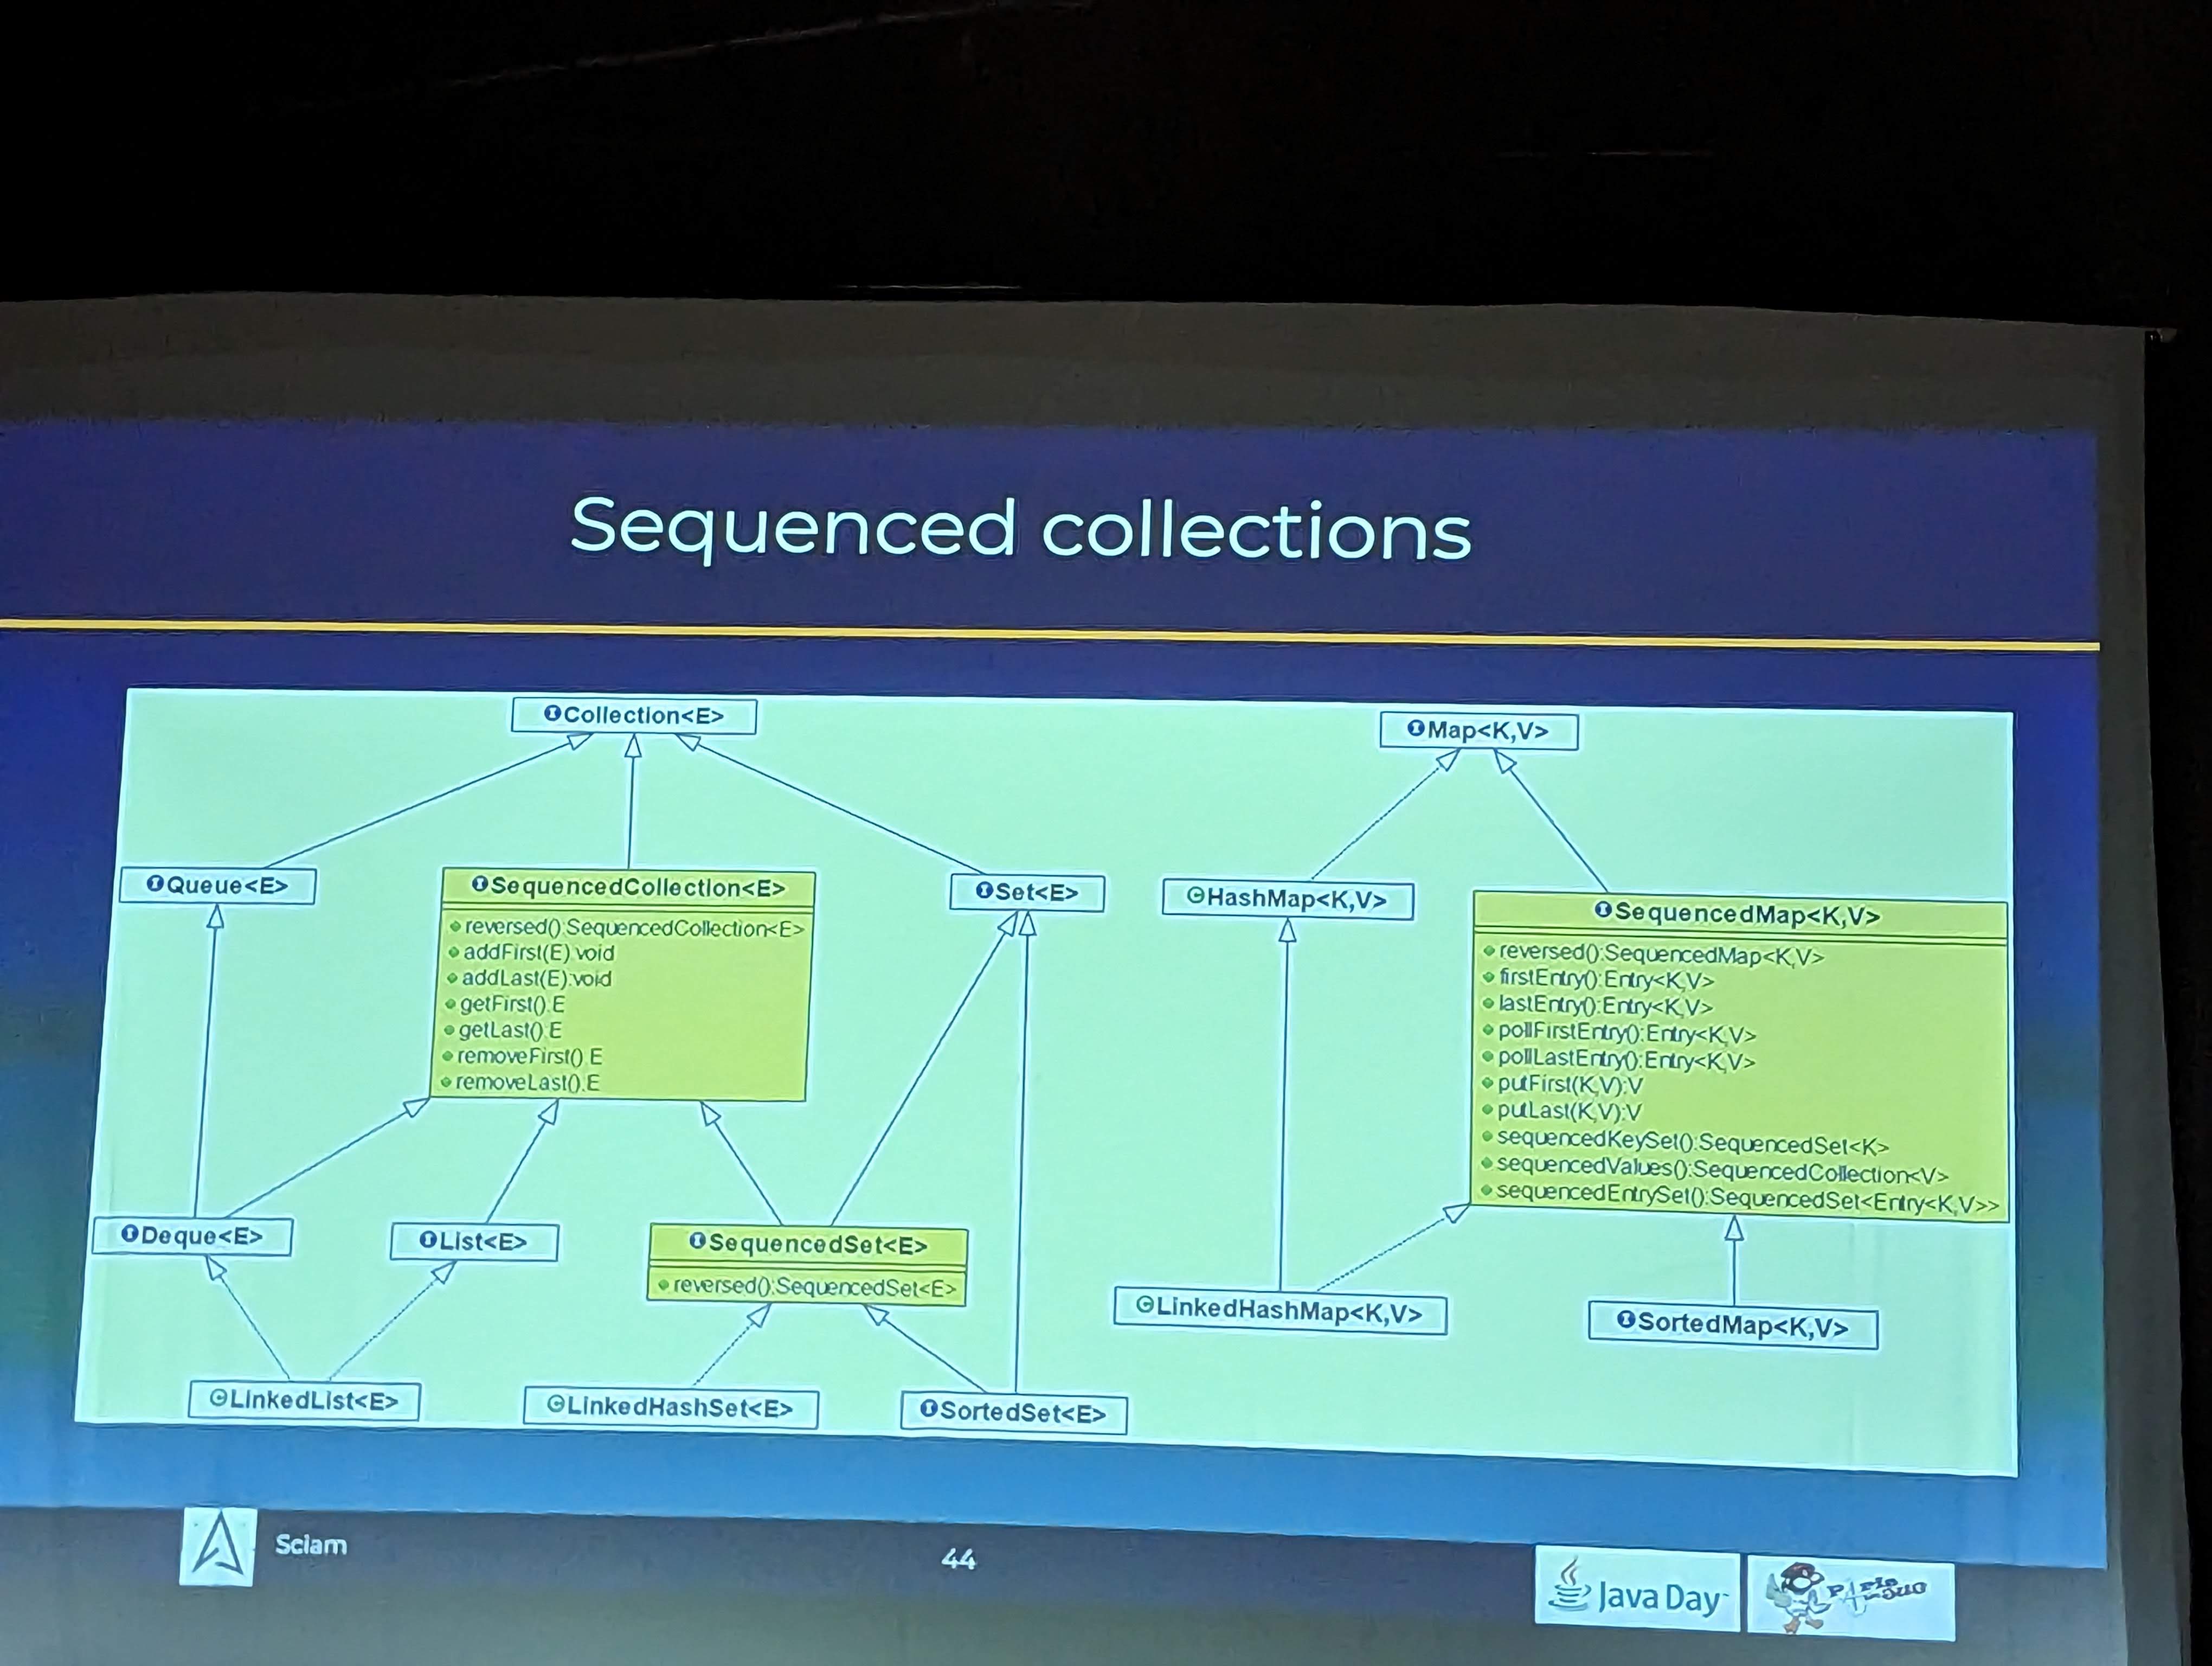 Sequenced collections
Collection<E>
Map<K,V>
Queue<E>
SequencedCollection<E>
reversed():SequencedCollection<E>
addFirst(E):void
addLast(E):void
getFirst():E
getLast():E
removeFirst():E
removeLast():E
Set<E>
HashMap<K,V>
SequencedMap<K,V>
reversed():SequencedMap<K,V>
firstEntry():Entry<K,V>
lastEntry():Entry<K,V>
pollFirstEntry():Entry<K,V>
pollLastEntry():Entry<K,V>
putFirst(K,V):V
putLast(K,V):V
sequencedKeySet():SequencedSet<K>
sequencedValues():SequencedCollection<V>
sequencedEntrySet():SequencedSet<Entry<K,V>>
Deque<E>
List<E>
SequencedSet<E>
reversed():SequencedSet<E>
LinkedHashMap<K,V>
SortedMap<K,V>
LinkedList<E>
LinkedHashSet<E>
SortedSet<E>
Sciam
44
Java Day
Paris JUG